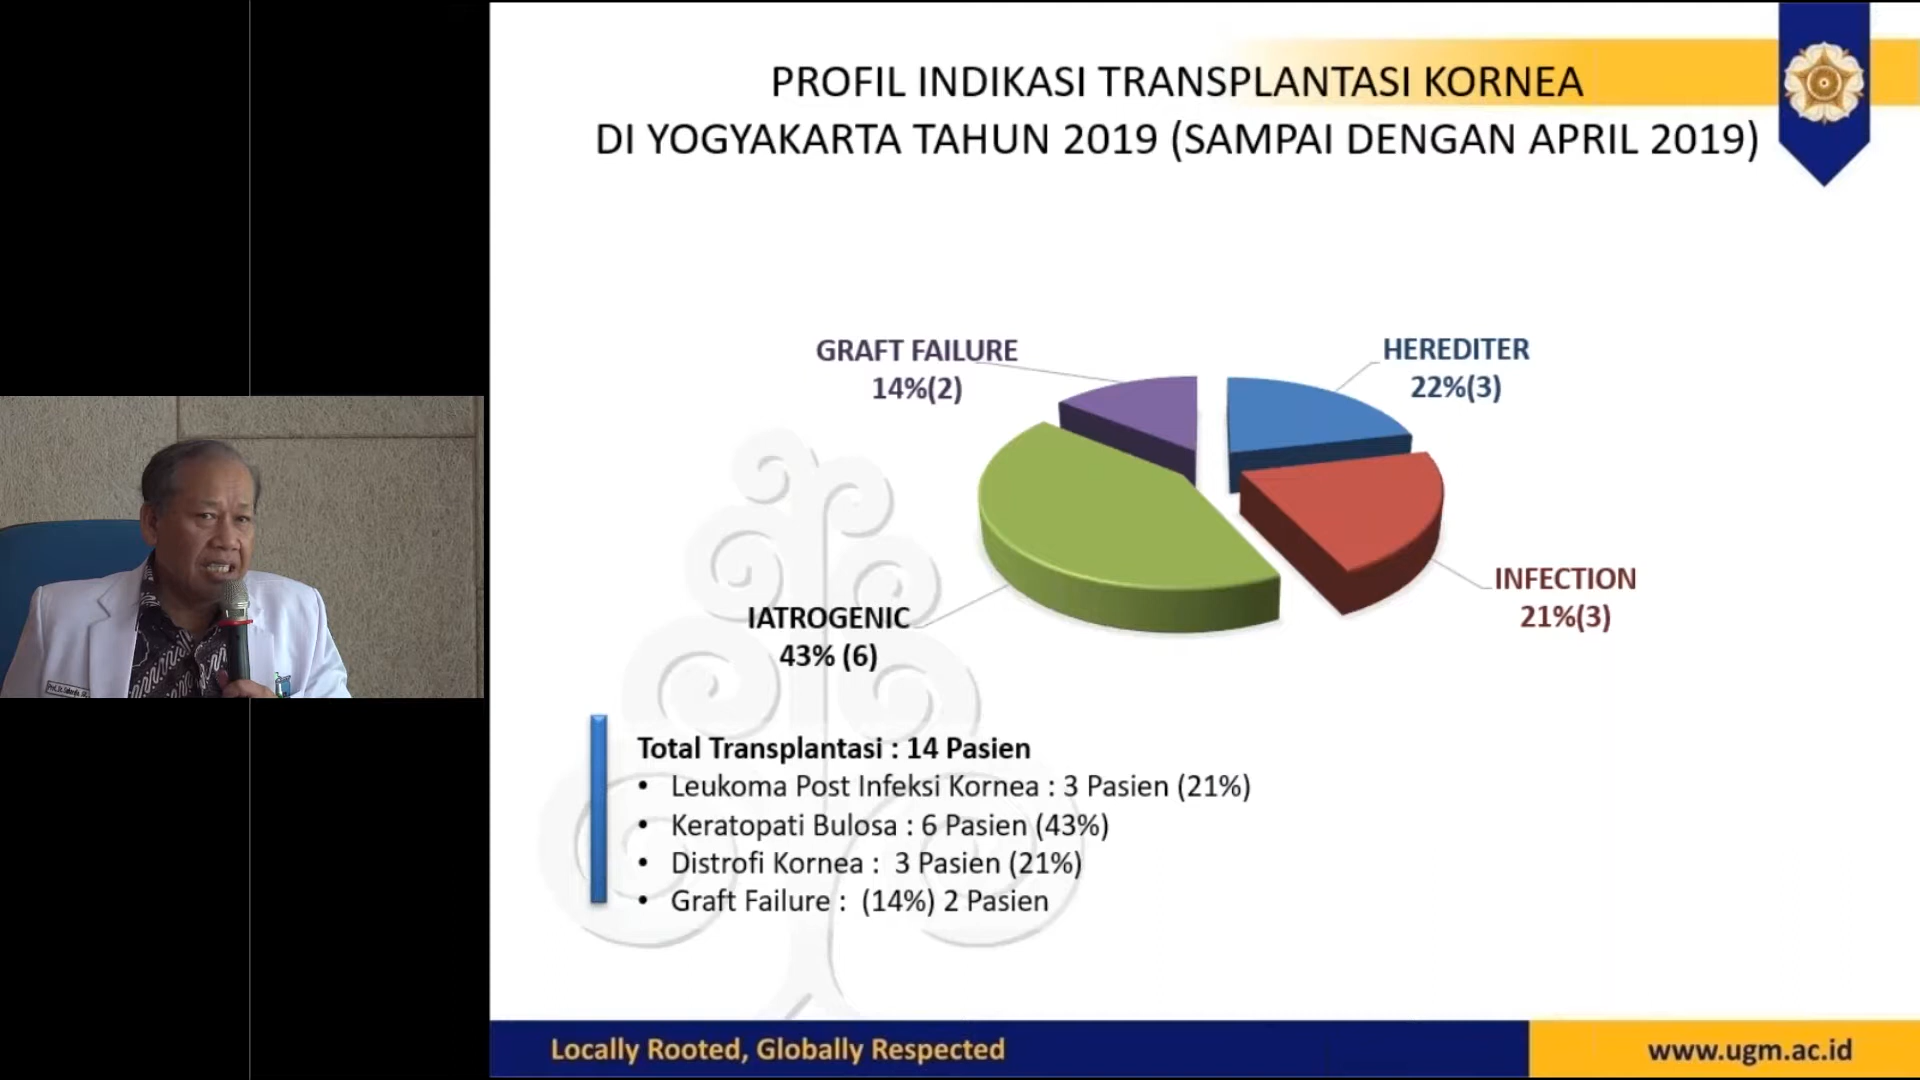 PROFIL INDIKASI TRANSPLANTASI KORNEA
DI YOGYAKARTA TAHUN 2019 (SAMPAI DENGAN APRIL 2019)
GRAFT FAILURE
14%(2)
HEREDITER
22%(3)
INFECTION
21%(3)
IATROGENIC
43% (6)
Total Transplantasi : 14 Pasien
• Leukoma Post Infeksi Kornea : 3 Pasien (21%)
• Keratopati Bulosa : 6 Pasien (43%)
• Distrofi Kornea : 3 Pasien (21%)
• Graft Failure : (14%) 2 Pasien
Locally Rooted, Globally Respected
www.ugm.ac.id